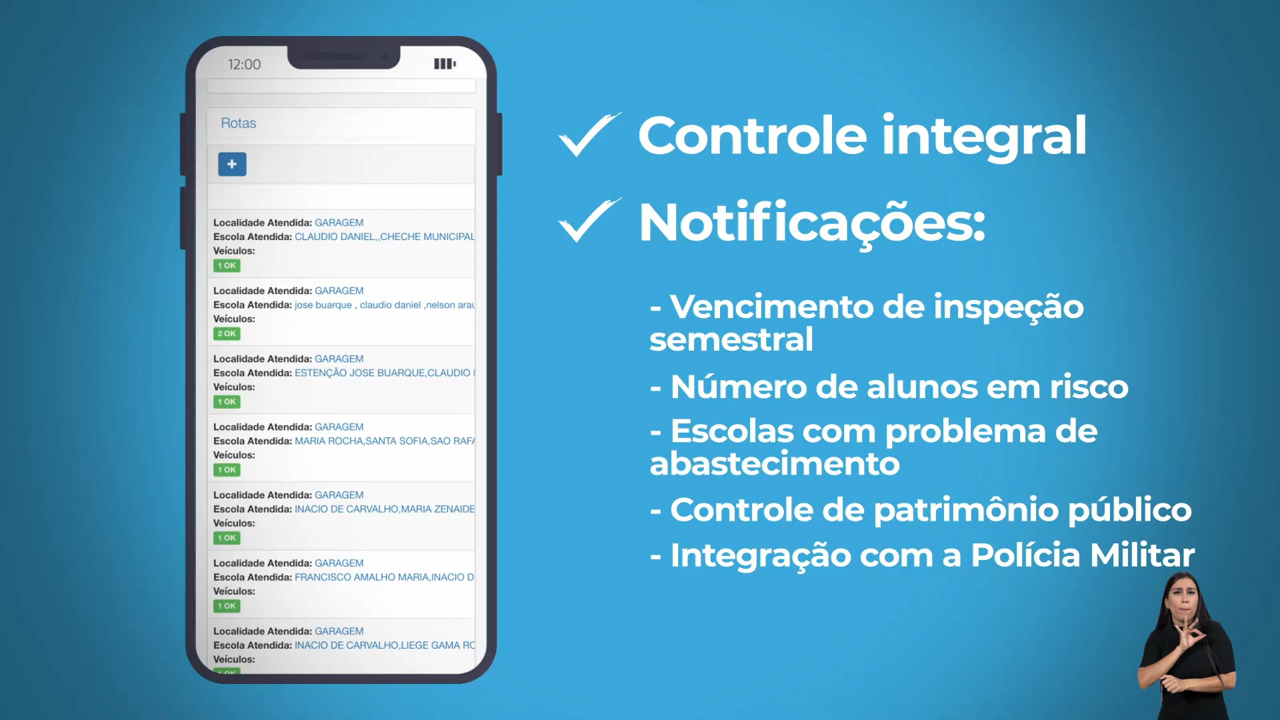 12:00
Rotas
+
Localidade Atendida: GARAGEM
Escola Atendida: CLAUDIO DANIEL,,CHECHE MUNICIPAL
Veículos:
1 OK
Localidade Atendida: GARAGEM
Escola Atendida: jose buarque , claudio daniel ,nelson arau
Veículos:
2 OK
Localidade Atendida: GARAGEM
Escola Atendida: ESTENÇÃO JOSE BUARQUE,CLAUDIO
Veículos:
1 OK
Localidade Atendida: GARAGEM
Escola Atendida: MARIA ROCHA,SANTA SOFIA,SAO RAFA
Veículos:
1 OK
Localidade Atendida: GARAGEM
Escola Atendida: INACIO DE CARVALHO,MARIA ZENAIDE
Veículos:
1 OK
Localidade Atendida: GARAGEM
Escola Atendida: FRANCISCO AMALHO MARIA,INACIO D
Veículos:
1 OK
Localidade Atendida: GARAGEM
Escola Atendida: INACIO DE CARVALHO,LIEGE GAMA RO
Veículos:
1 OK
Controle integral
Notificações:
- Vencimento de inspeção
semestral
- Número de alunos em risco
- Escolas com problema de
abastecimento
- Controle de patrimônio público
- Integração com a Polícia Militar